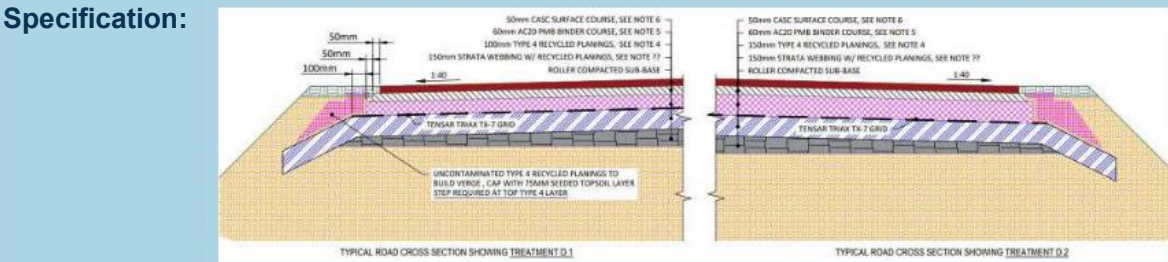 Specification:
50mm CASC SURFACE COURSE, SEE NOTE 6
60mm AC20 PMB BINDER COURSE, SEE NOTE 5
100mm TYPE 4 RECYCLED PLANINGS, SEE NOTE 4
150mm STRATA WEBBING W/ RECYCLED PLANINGS, SEE NOTE ??
ROLLER COMPACTED SUB-BASE
50mm
50mm
100mm
1:40
TENSAR TRIAX TX-7 GRID
UNCONTAMINATED TYPE 4 RECYCLED PLANINGS TO
BUILD VERGE , CAP WITH 75MM SEEDED TOPSOIL LAYER
STEP REQUIRED AT TOP TYPE 4 LAYER
TYPICAL ROAD CROSS SECTION SHOWING TREATMENT D.1
50mm CASC SURFACE COURSE, SEE NOTE 6
60mm AC20 PMB BINDER COURSE, SEE NOTE 5
150mm TYPE 4 RECYCLED PLANINGS, SEE NOTE 4
150mm STRATA WEBBING W/ RECYCLED PLANINGS, SEE NOTE ??
ROLLER COMPACTED SUB-BASE
1:40
TENSAR TRIAX TX-7 GRID
TYPICAL ROAD CROSS SECTION SHOWING TREATMENT D.2